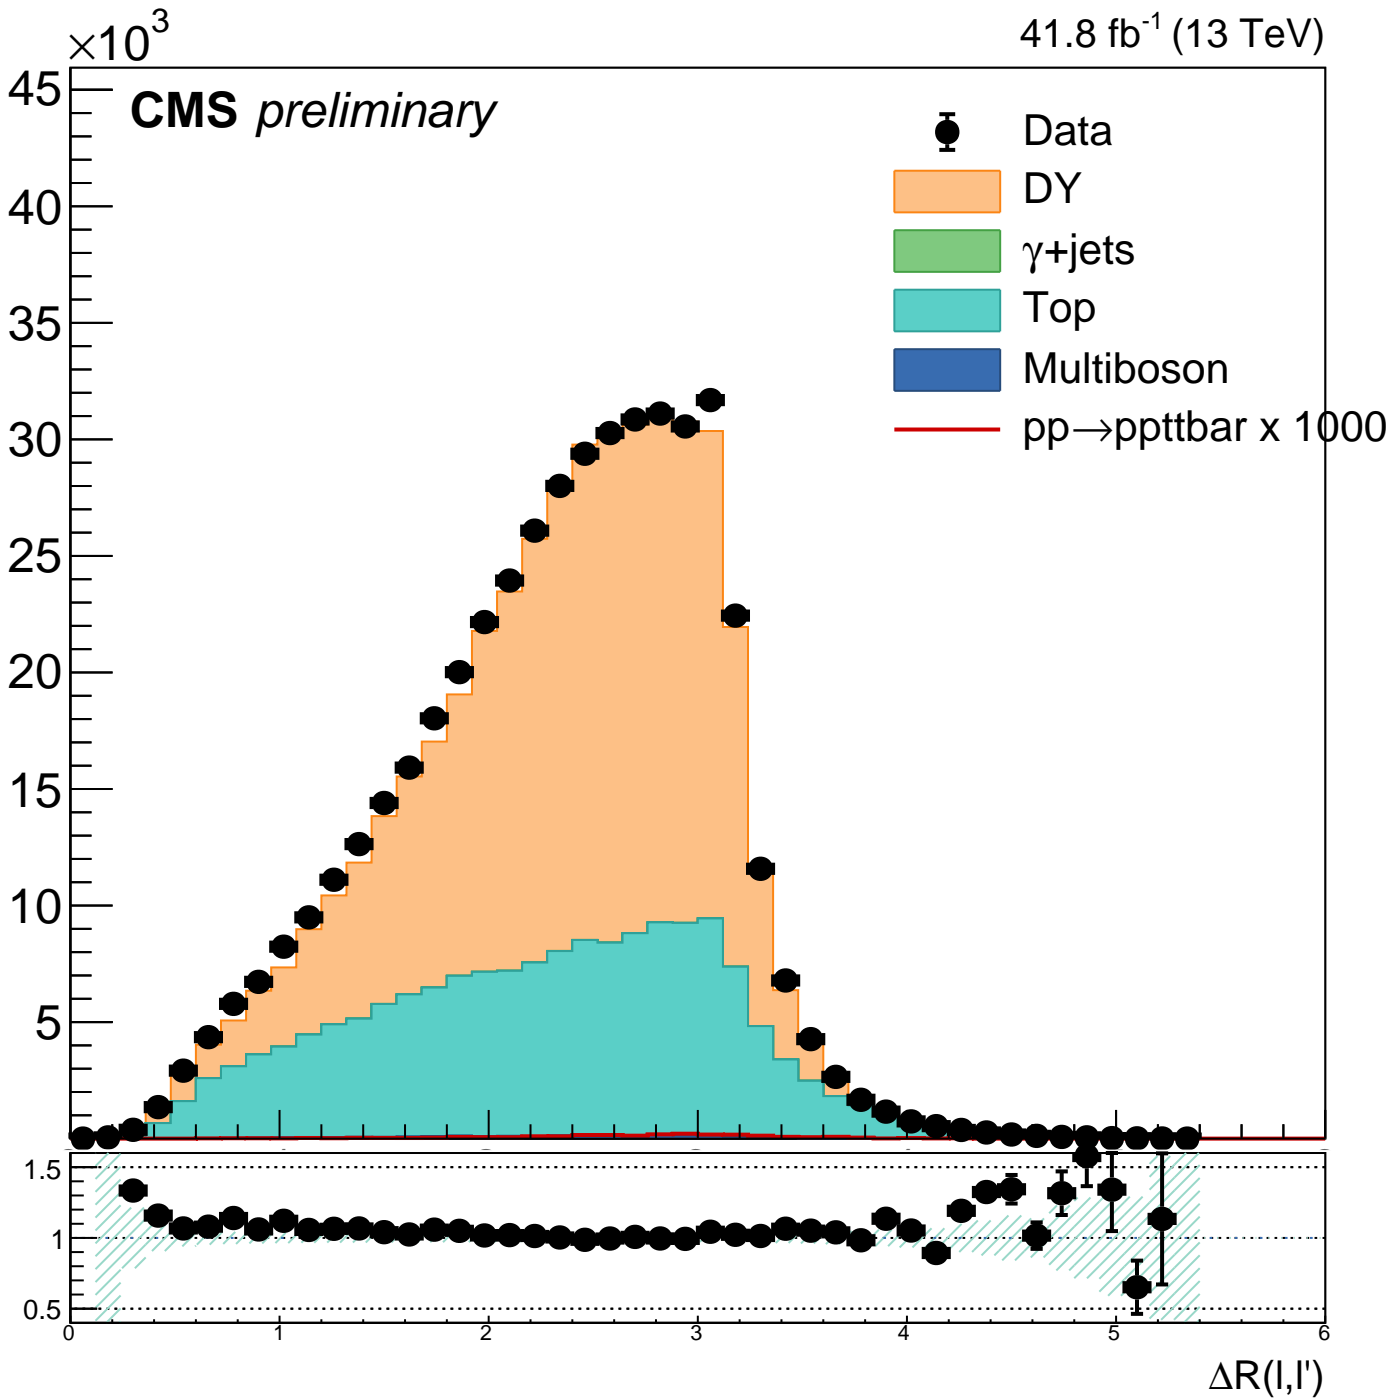 ×10³
41.8 fb⁻¹ (13 TeV)
CMS preliminary
45
40
35
30
25
20
15
10
5
Data
DY
γ+jets
Top
Multiboson
pp→ppttbar x 1000
1.5
1
0.5
0 1 2 3 4 5 6
ΔR(l,l')